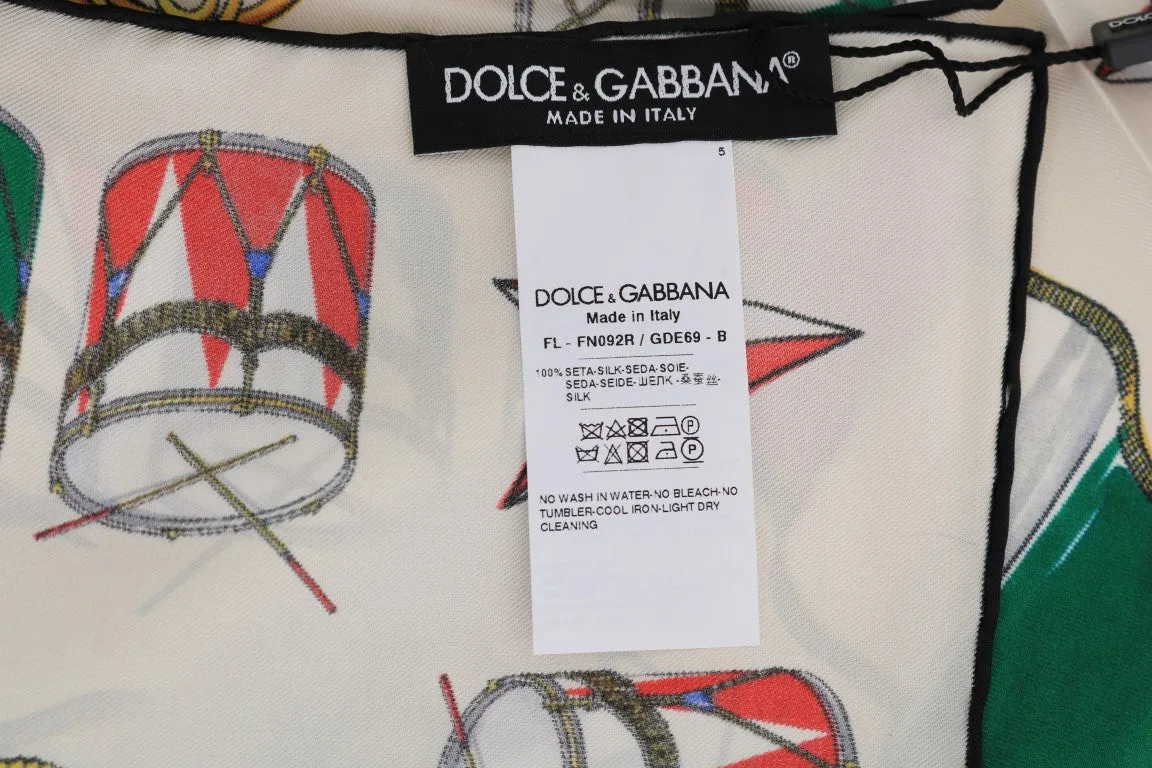 DOLCE & GABBANA®
MADE IN ITALY
DOLC
5
DOLCE & GABBANA
Made in Italy
FL - FN092R / GDE69 - B
100% SETA-SILK-SEDA-SOIE-
SEDA-SEIDE-ШЕЛК -桑蚕丝-
SILK
P
P
NO WASH IN WATER-NO BLEACH-NO
TUMBLER-COOL IRON-LIGHT DRY
CLEANING